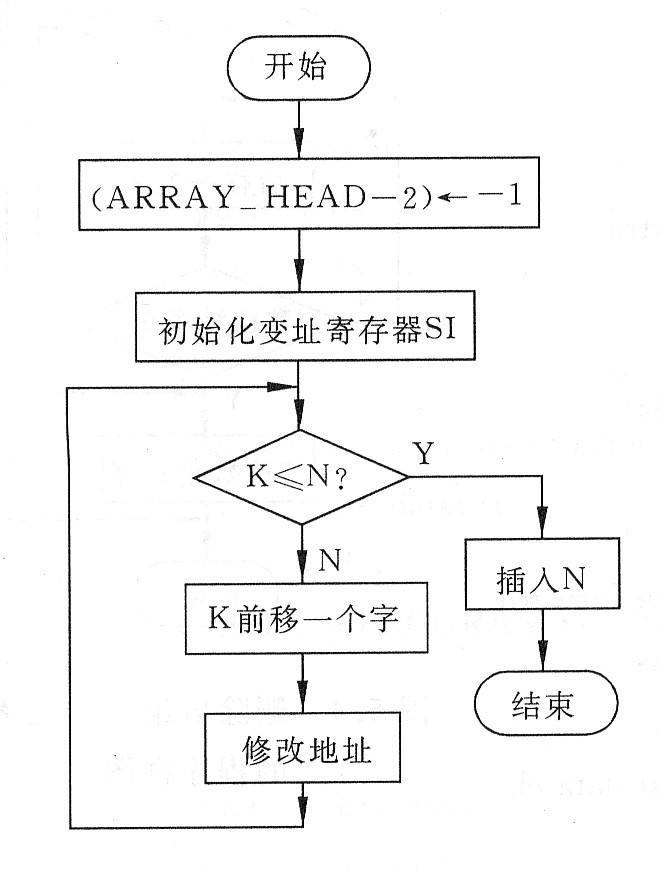 开始
(ARRAY_HEAD－2)←－1
初始化变址寄存器SI
K≤N?
Y
N
插入N
K前移一个字
结束
修改地址